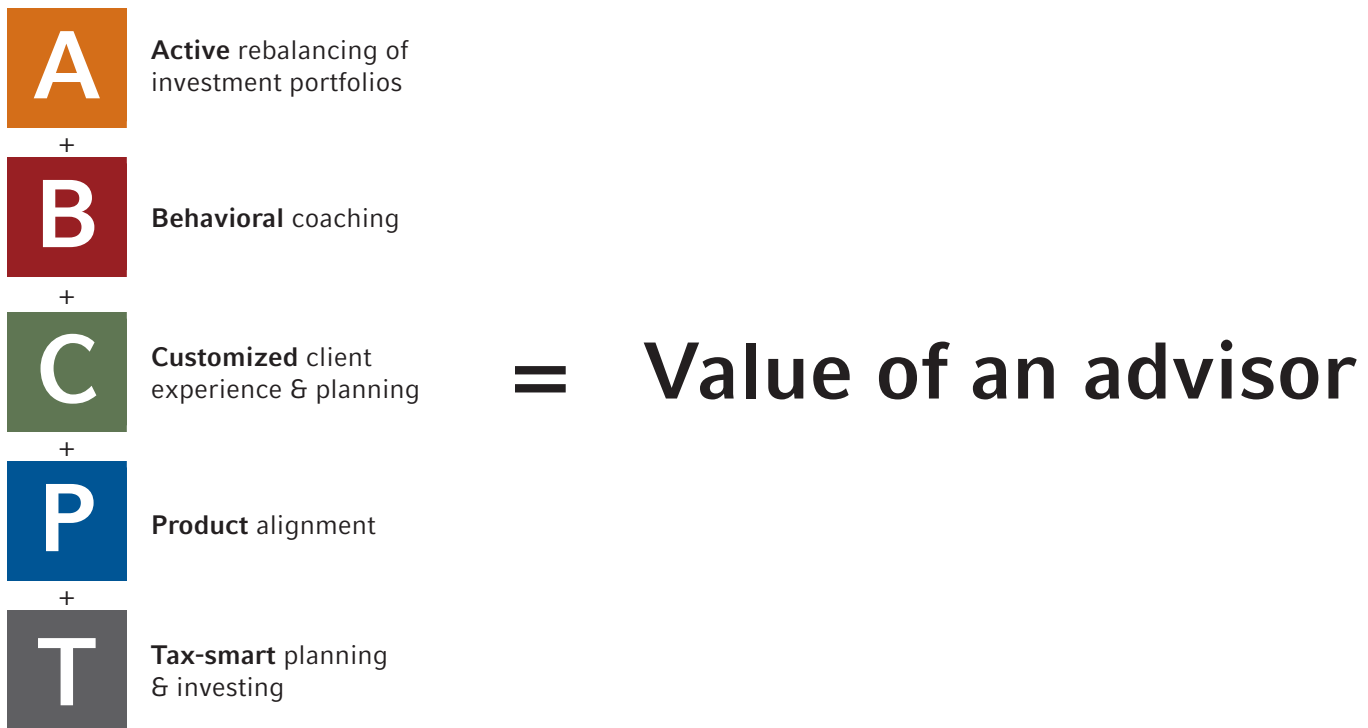 A
Active rebalancing of
investment portfolios
+
B
Behavioral coaching
+
C
Customized client
experience & planning
+
P
Product alignment
+
T
Tax-smart planning
& investing
= Value of an advisor